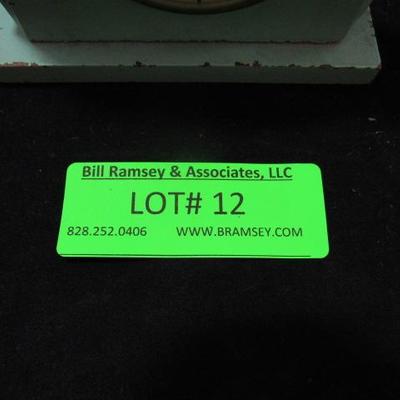 Bill Ramsey & Associates, LLC
LOT# 12
828.252.0406 WWW.BRAMSEY.COM